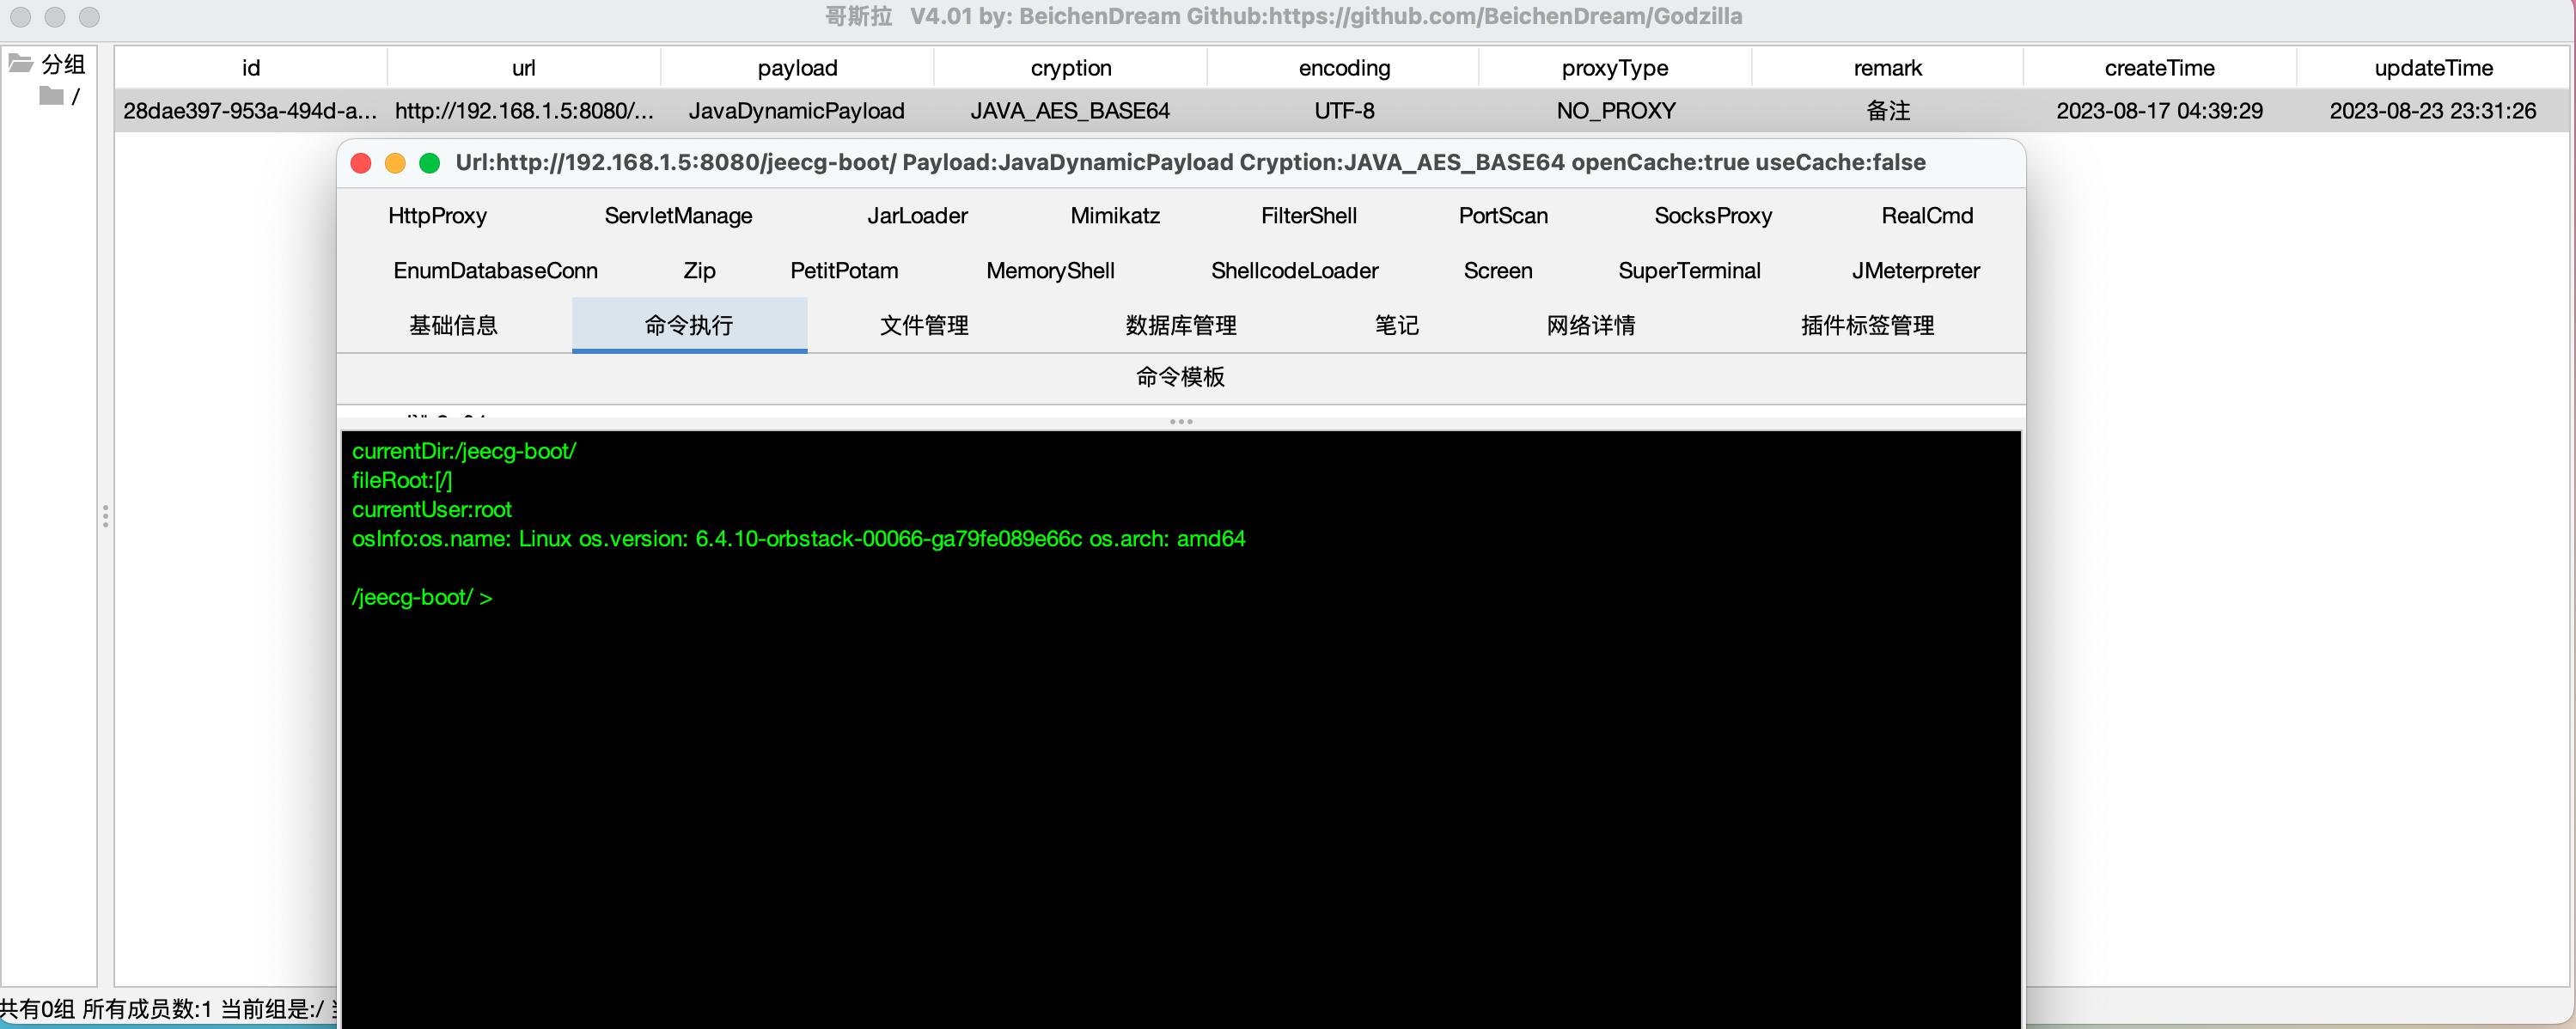 哥斯拉 V4.01 by: BeichenDream Github:https://github.com/BeichenDream/Godzilla
分组
/
id url payload cryption encoding proxyType remark createTime updateTime
28dae397-953a-494d-a... http://192.168.1.5:8080/... JavaDynamicPayload JAVA_AES_BASE64 UTF-8 NO_PROXY 备注 2023-08-17 04:39:29 2023-08-23 23:31:26
Url:http://192.168.1.5:8080/jeecg-boot/ Payload:JavaDynamicPayload Cryption:JAVA_AES_BASE64 openCache:true useCache:false
HttpProxy ServletManage JarLoader Mimikatz FilterShell PortScan SocksProxy RealCmd
EnumDatabaseConn Zip PetitPotam MemoryShell ShellcodeLoader Screen SuperTerminal JMeterpreter
基础信息 命令执行 文件管理 数据库管理 笔记 网络详情 插件标签管理
命令模板
currentDir:/jeecg-boot/
fileRoot:[/]
currentUser:root
osInfo:os.name: Linux os.version: 6.4.10-orbstack-00066-ga79fe089e66c os.arch: amd64
/jeecg-boot/ >
共有0组 所有成员数:1 当前组是:/